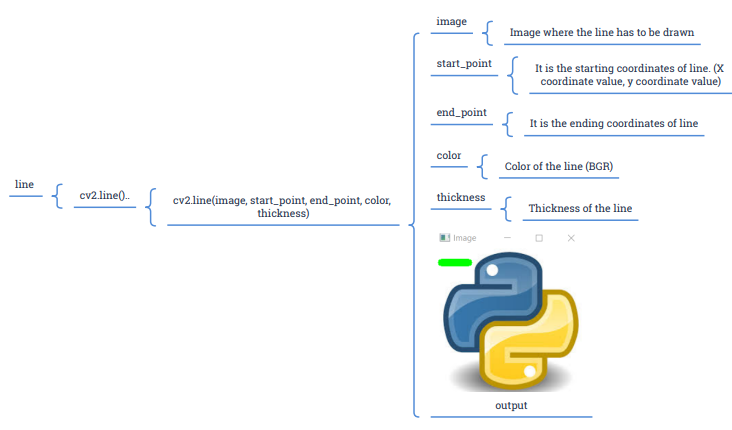 line
cv2.line()..
cv2.line(image, start_point, end_point, color,
thickness)
image
Image where the line has to be drawn
start_point
It is the starting coordinates of line. (X
coordinate value, y coordinate value)
end_point
It is the ending coordinates of line
color
Color of the line (BGR)
thickness
Thickness of the line
Image
output